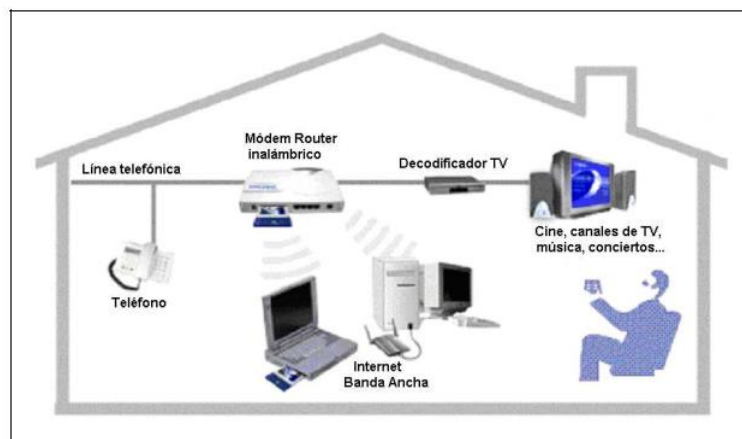 Módem Router
inalámbrico
Línea telefónica
Decodificador TV
Cine, canales de TV,
música, conciertos...
Teléfono
Internet
Banda Ancha